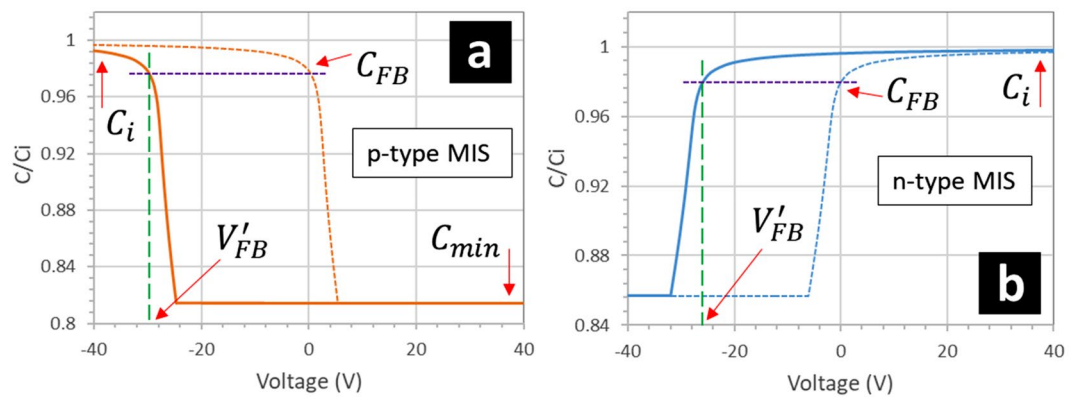 1
0.96
0.92
0.88
0.84
0.8
C/Ci
-40
-20
0
20
40
Voltage (V)
a
C_FB
C_i
p-type MIS
V'_FB
C_min
1
0.96
0.92
0.88
0.84
C/Ci
-40
-20
0
20
40
Voltage (V)
C_FB
C_i
n-type MIS
V'_FB
b